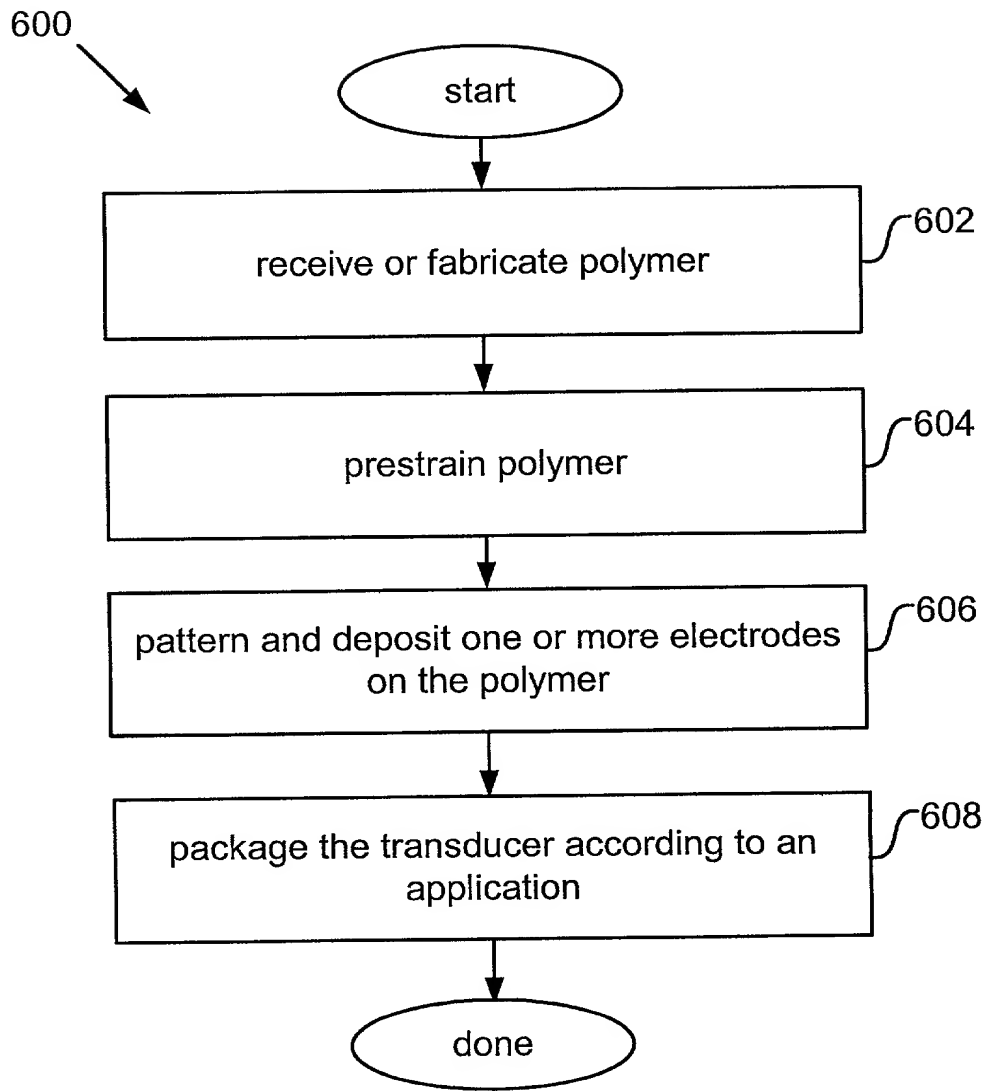 600
start
receive or fabricate polymer
602
prestrain polymer
604
pattern and deposit one or more electrodes
on the polymer
606
package the transducer according to an
application
608
done